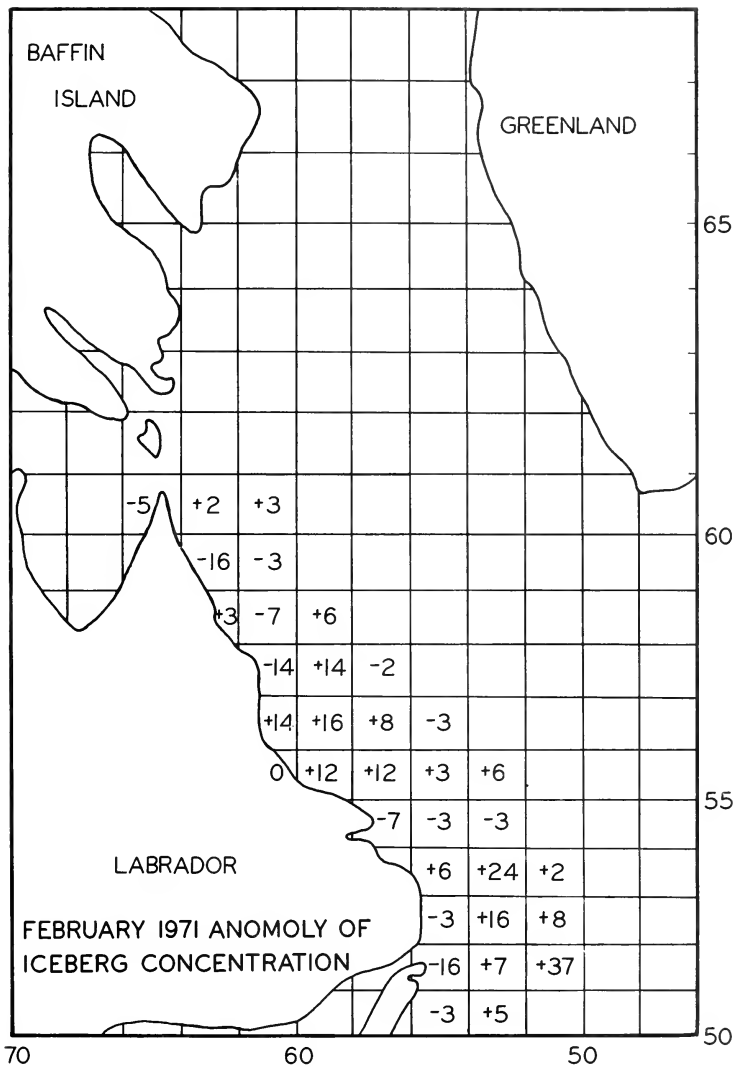 BAFFIN
ISLAND
GREENLAND
65
-5 +2 +3
60
-16 -3
+3 -7 +6
-14 +14 -2
+14 +16 +8 -3
0 +12 +12 +3 +6
55
-7 -3 -3
LABRADOR
+6 +24 +2
FEBRUARY 1971 ANOMOLY OF
-3 +16 +8
ICEBERG CONCENTRATION
-16 +7 +37
-3 +5
50
70 60 50